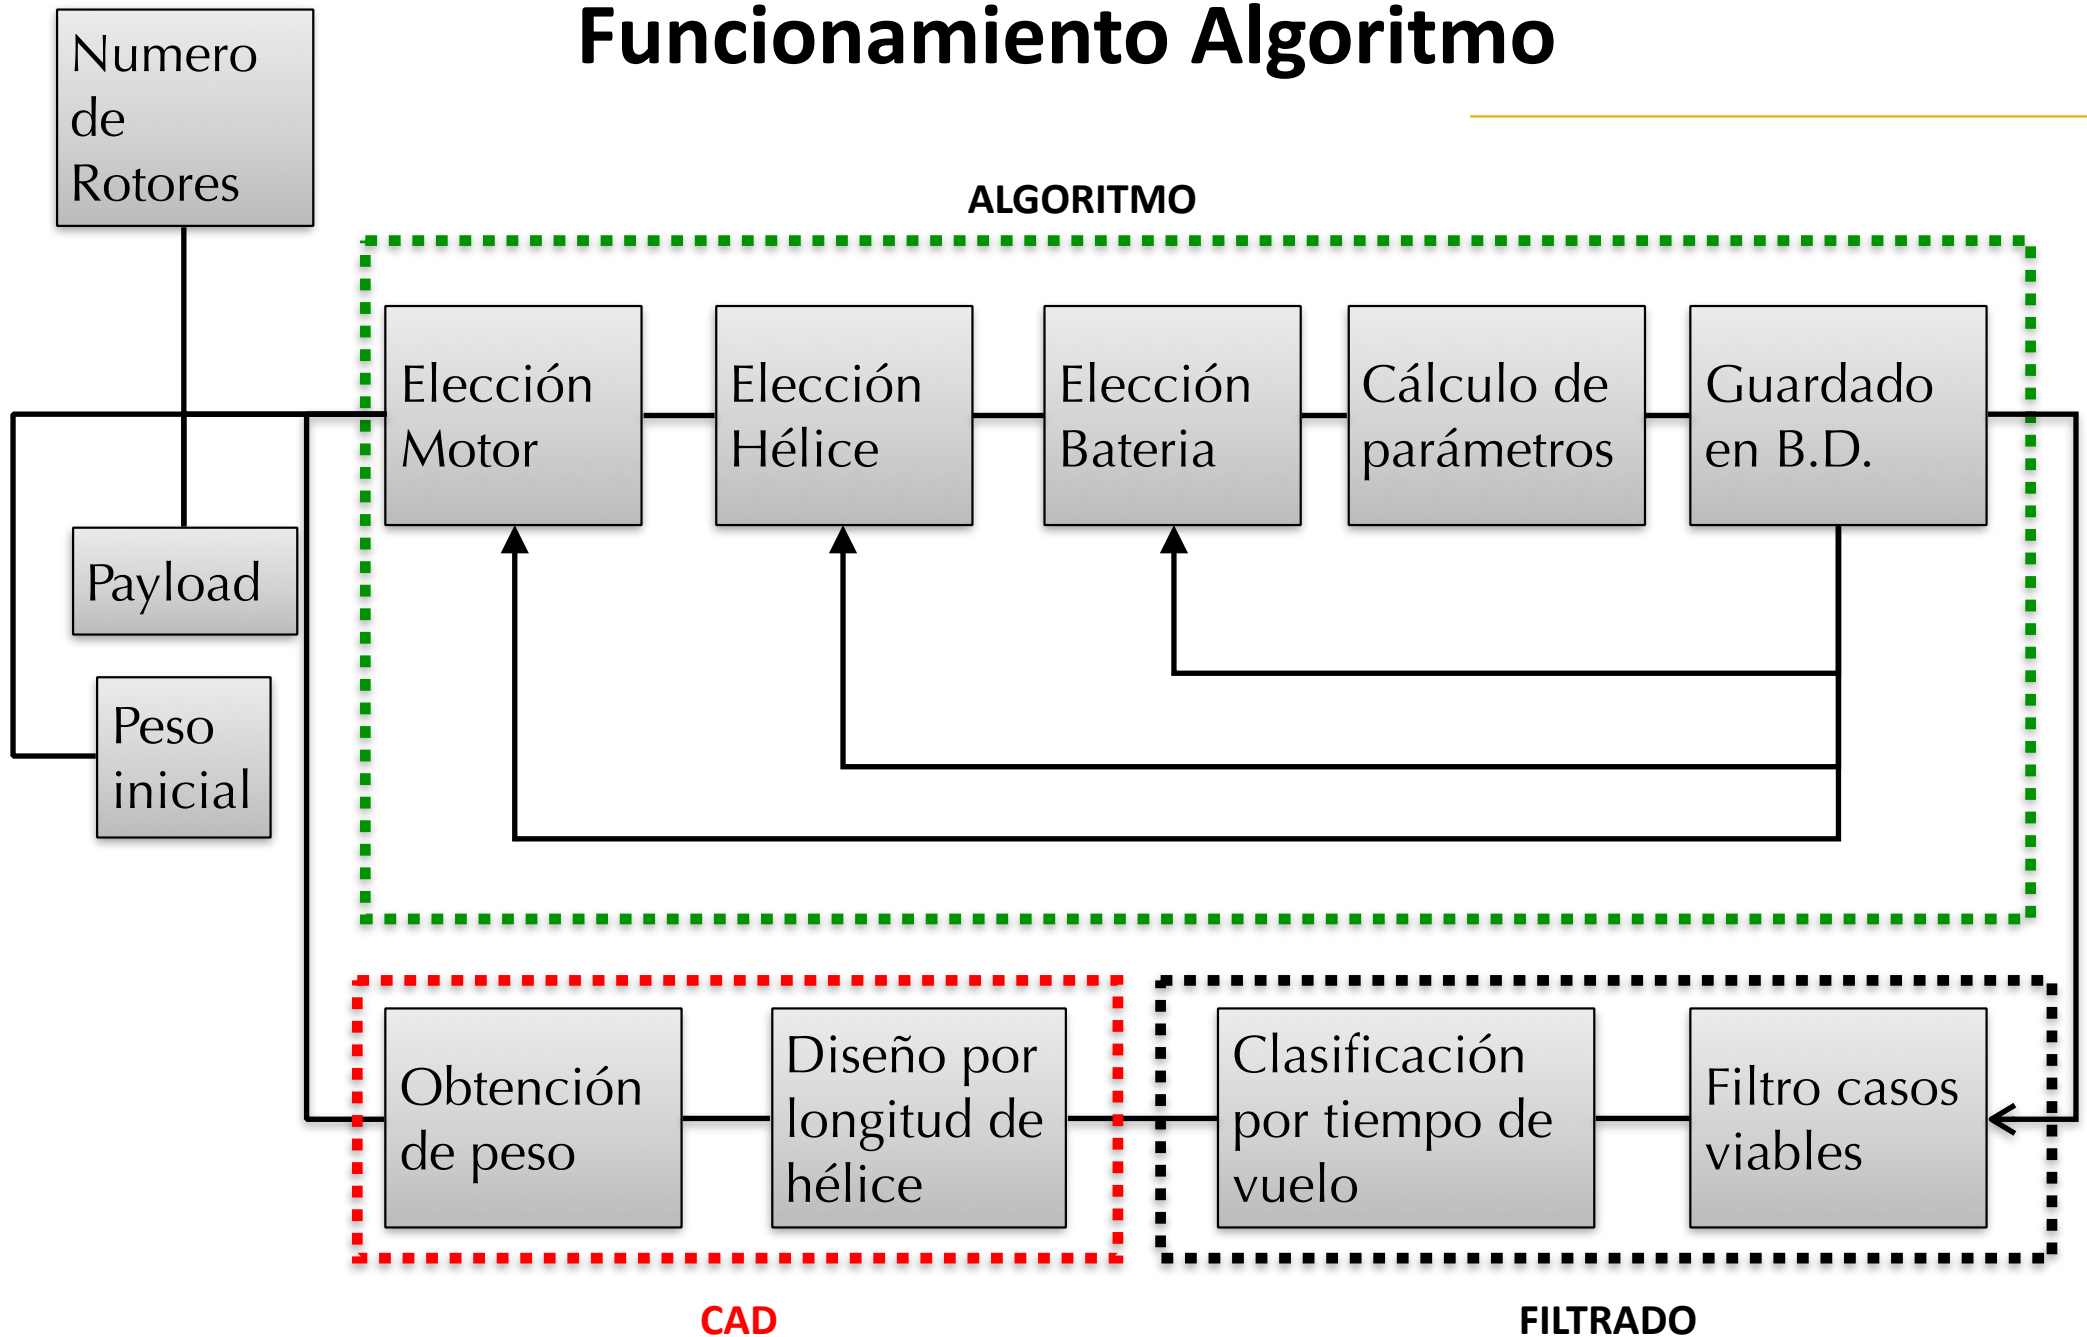 Funcionamiento Algoritmo
Numero
de
Rotores
ALGORITMO
Elección
Motor
Elección
Hélice
Elección
Bateria
Cálculo de
parámetros
Guardado
en B.D.
Payload
Peso
inicial
Obtención
de peso
Diseño por
longitud de
hélice
Clasificación
por tiempo de
vuelo
Filtro casos
viables
CAD
FILTRADO